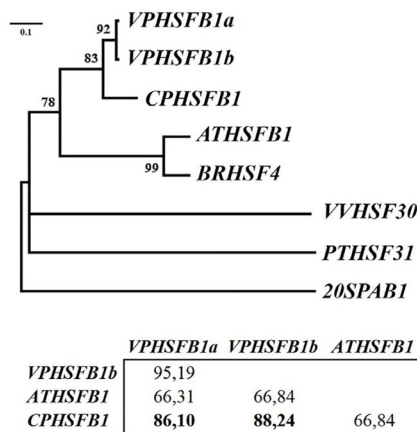 92
VPHSFB1a
0.1
VPHSFB1b
83
CPHSFB1
78
ATHSFB1
99
BRHSF4
VVHSF30
PTHSF31
20SPAB1
VPHSFB1a VPHSFB1b ATHSFB1
VPHSFB1b 95,19
ATHSFB1 66,31 66,84
CPHSFB1 86,10 88,24 66,84